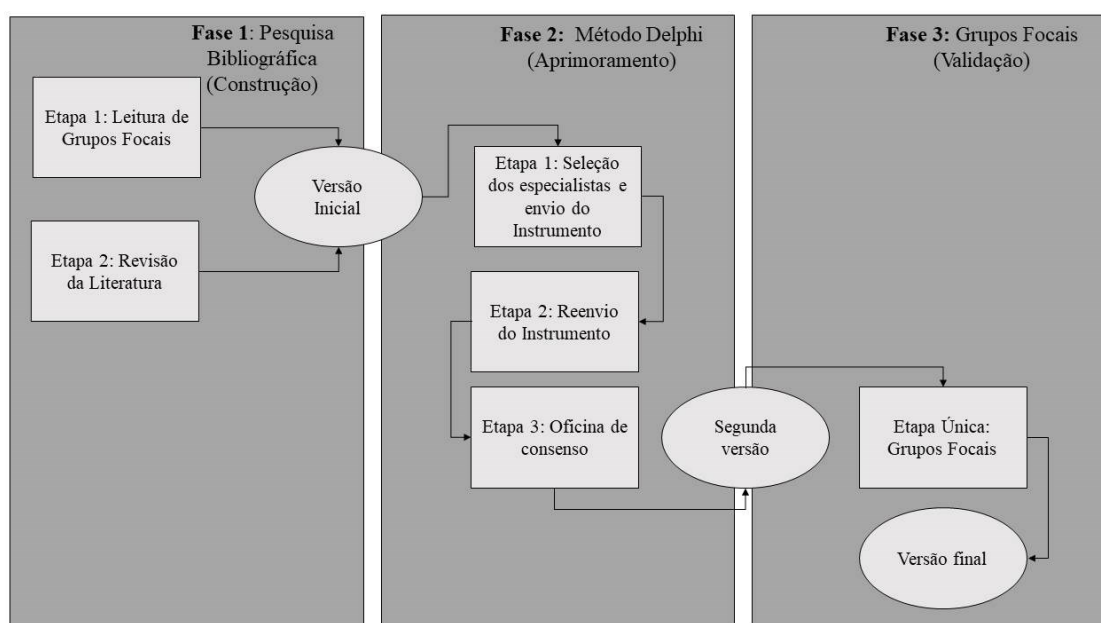 Fase 1: Pesquisa
Bibliográfica
(Construção)
Etapa 1: Leitura de
Grupos Focais
Etapa 2: Revisão
da Literatura
Versão
Inicial
Fase 2: Método Delphi
(Aprimoramento)
Etapa 1: Seleção
dos especialistas e
envio do
Instrumento
Etapa 2: Reenvio
do Instrumento
Etapa 3: Oficina de
consenso
Segunda
versão
Fase 3: Grupos Focais
(Validação)
Etapa Única:
Grupos Focais
Versão final